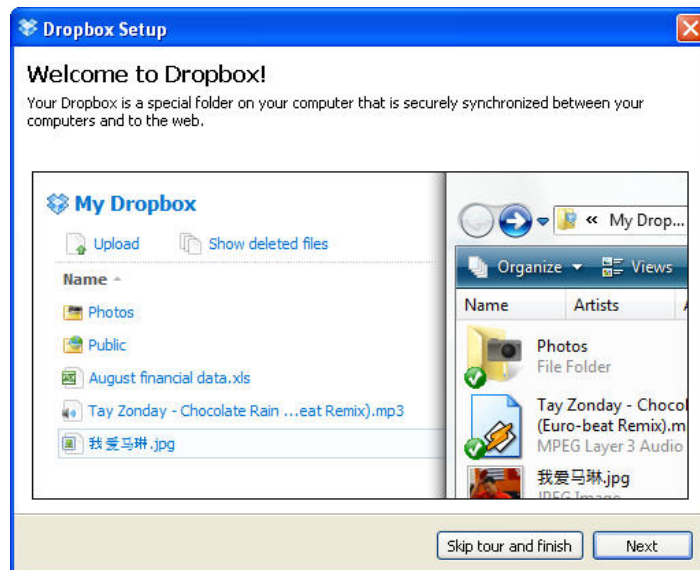 Dropbox Setup
Welcome to Dropbox!
Your Dropbox is a special folder on your computer that is securely synchronized between your
computers and to the web.
My Dropbox
Upload Show deleted files
Name
Photos
Public
August financial data.xls
Tay Zonday - Chocolate Rain ...eat Remix).mp3
我爱马琳.jpg
« My Drop...
Organize Views
Name Artists
Photos
File Folder
Tay Zonday - Chocol
(Euro-beat Remix).m
MPEG Layer 3 Audio
我爱马琳.jpg
JPEG Image
Skip tour and finish Next